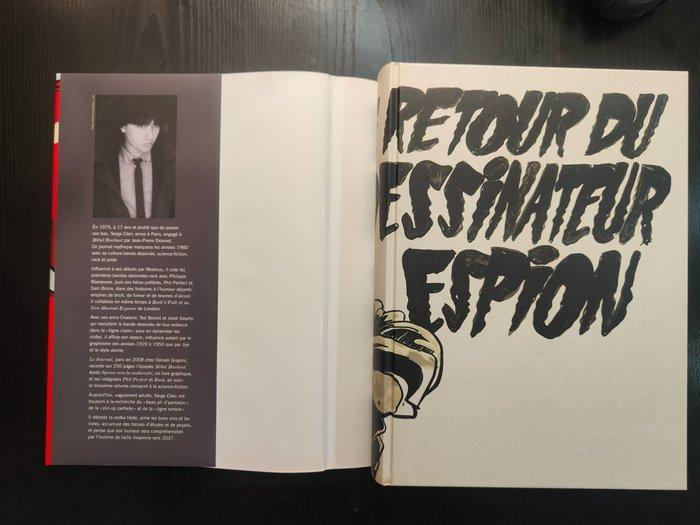 En 1975, à 17 ans et plutôt que de passer
son bac, Serge Clerc arrive à Paris, engagé à
Métal Hurlant par Jean-Pierre Dionnet.
Ce journal mythique marquera les années 1980
avec sa culture bande dessinée, science-fiction,
rock et polar.
Influencé à ses débuts par Moebius, il crée les
premières bandes dessinées rock avec Philippe
Manœuvre, puis ses héros préférés, Phil Perfect et
Sam Bronx, dans des histoires à l'humour déjanté,
emplies de bruit, de fureur et de brumes d'alcool.
Il collabore en même temps à Rock'n'Folk et au
New Musical Express de Londres.
Avec ses amis Chaland, Ted Benoit et Joost Swarte,
qui revisitent la bande dessinée de leur enfance
dans la « ligne claire » pour en dynamiter les
codes, il affine son dessin, influencé autant par le
graphisme des années 1920 à 1950 que par Jijé
et le style atome.
Le Journal, paru en 2008 chez Denoël Graphic,
raconte sur 250 pages l'épopée Métal Hurlant.
Après Spirou vers la modernité, un livre graphique,
et les intégrales Phil Perfect et Rock, en voici
le troisième volume consacré à la science-fiction.
Aujourd'hui, vaguement adulte, Serge Clerc est
toujours à la recherche du « beau pli d'pantalon »,
de la « pin-up parfaite » et de la « ligne simple ».
Il déteste la vodka tiède, aime les bons vins et les
livres, accumule des tonnes d'études et de projets,
et pense que son humour sera compréhensible
par l'homme de taille moyenne vers 2037.
RETOUR DU
ESSINATEUR
ESPION